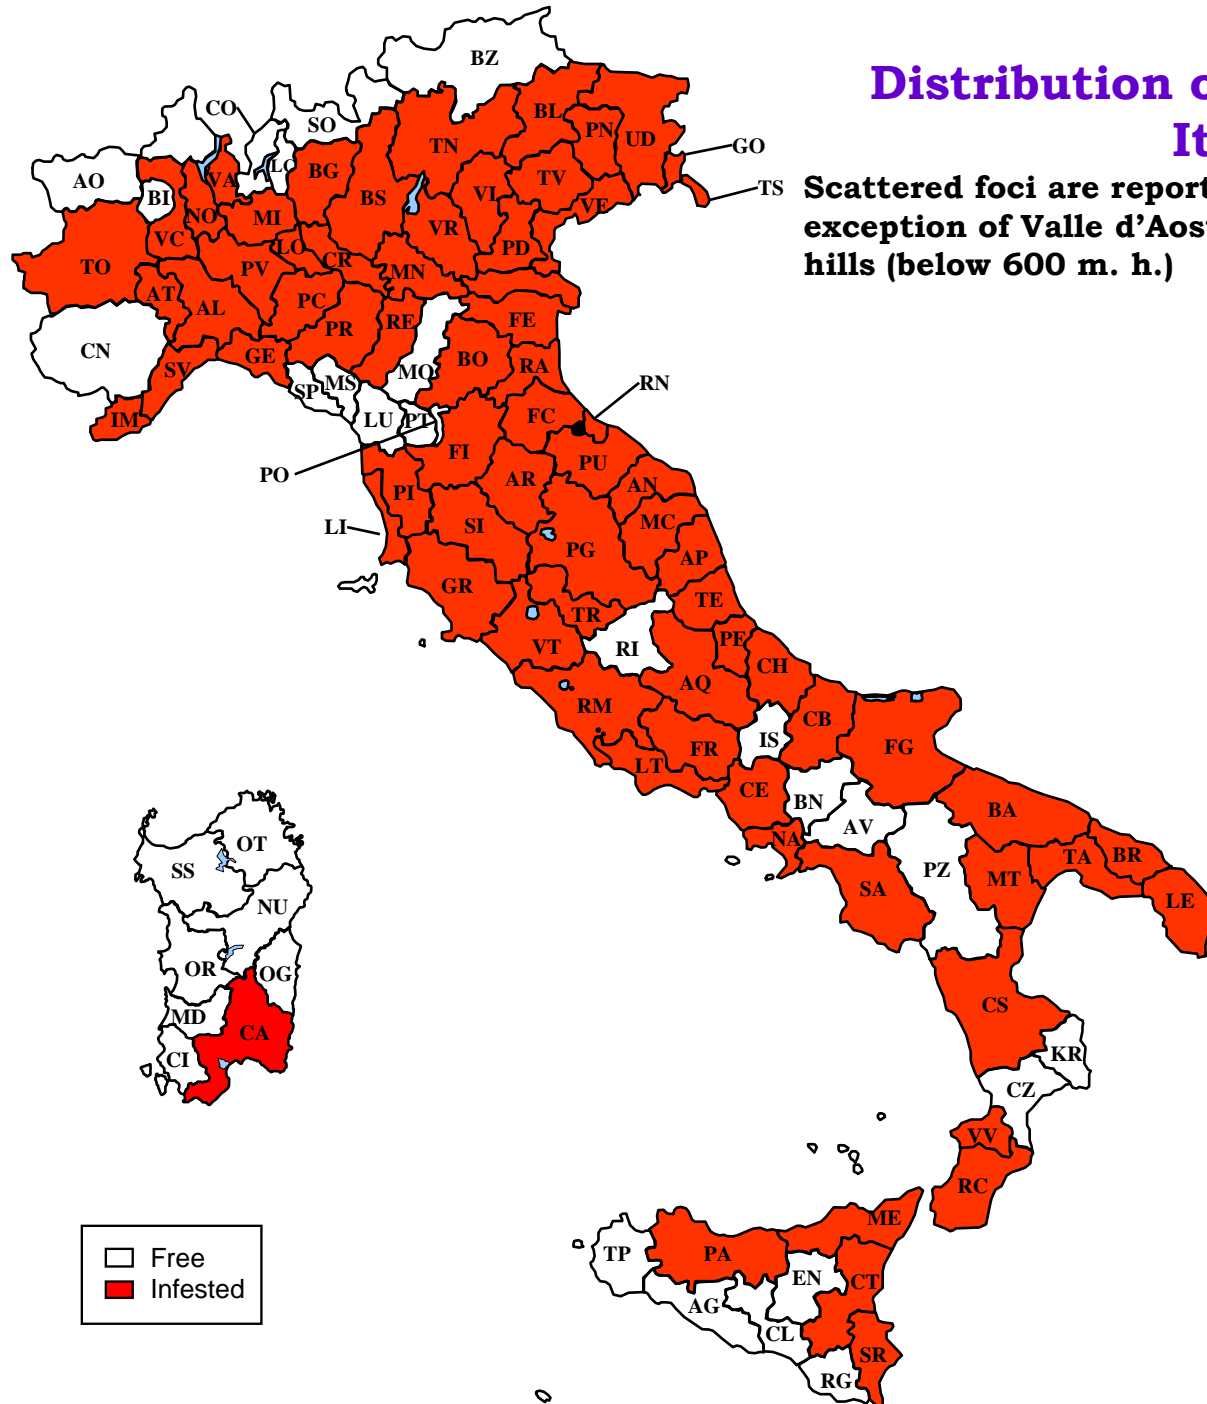 Distribution o
It
Scattered foci are report
exception of Valle d'Aost
hills (below 600 m. h.)
BZ
CO
SO
BL
PN
UD
TN
GO
AO
BI
VA
LC
BG
BS
VI
TV
VE
TS
NO
MI
VR
PD
VC
LO
CR
MN
TO
PV
AT
AL
PC
PR
RE
FE
CN
GE
MO
BO
RA
SV
SP
MS
RN
IM
LU
PT
FC
PO
FI
PU
AR
AN
PI
LI
SI
MC
PG
AP
GR
TE
TR
VT
RI
PE
CH
AQ
RM
CB
IS
FR
FG
LT
CE
BN
BA
AV
NA
TA
BR
PZ
MT
SA
LE
OT
SS
NU
OR
OG
MD
CA
CI
CS
KR
CZ
VV
RC
ME
TP
PA
EN
CT
AG
CL
SR
RG
Free
Infested